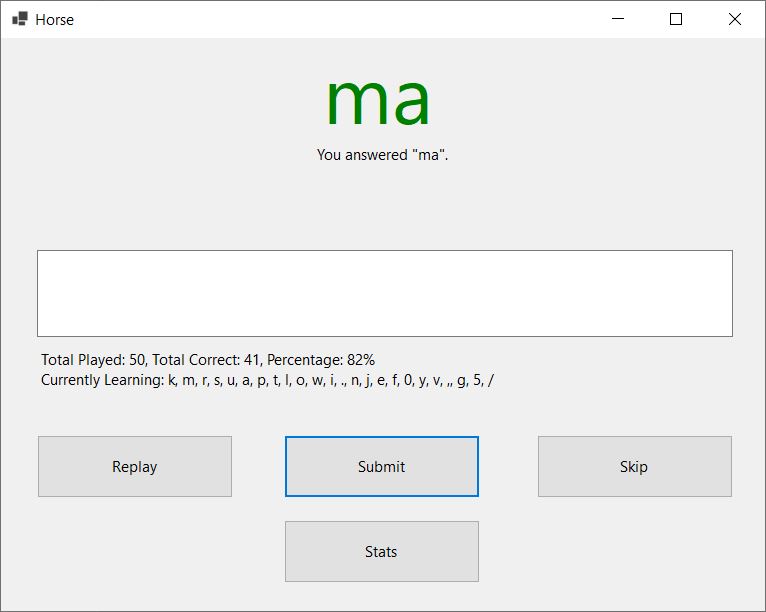 Horse
ma
You answered "ma".
Total Played: 50, Total Correct: 41, Percentage: 82%
Currently Learning: k, m, r, s, u, a, p, t, l, o, w, i, ., n, j, e, f, 0, y, v, ,, g, 5, /
Replay
Submit
Skip
Stats